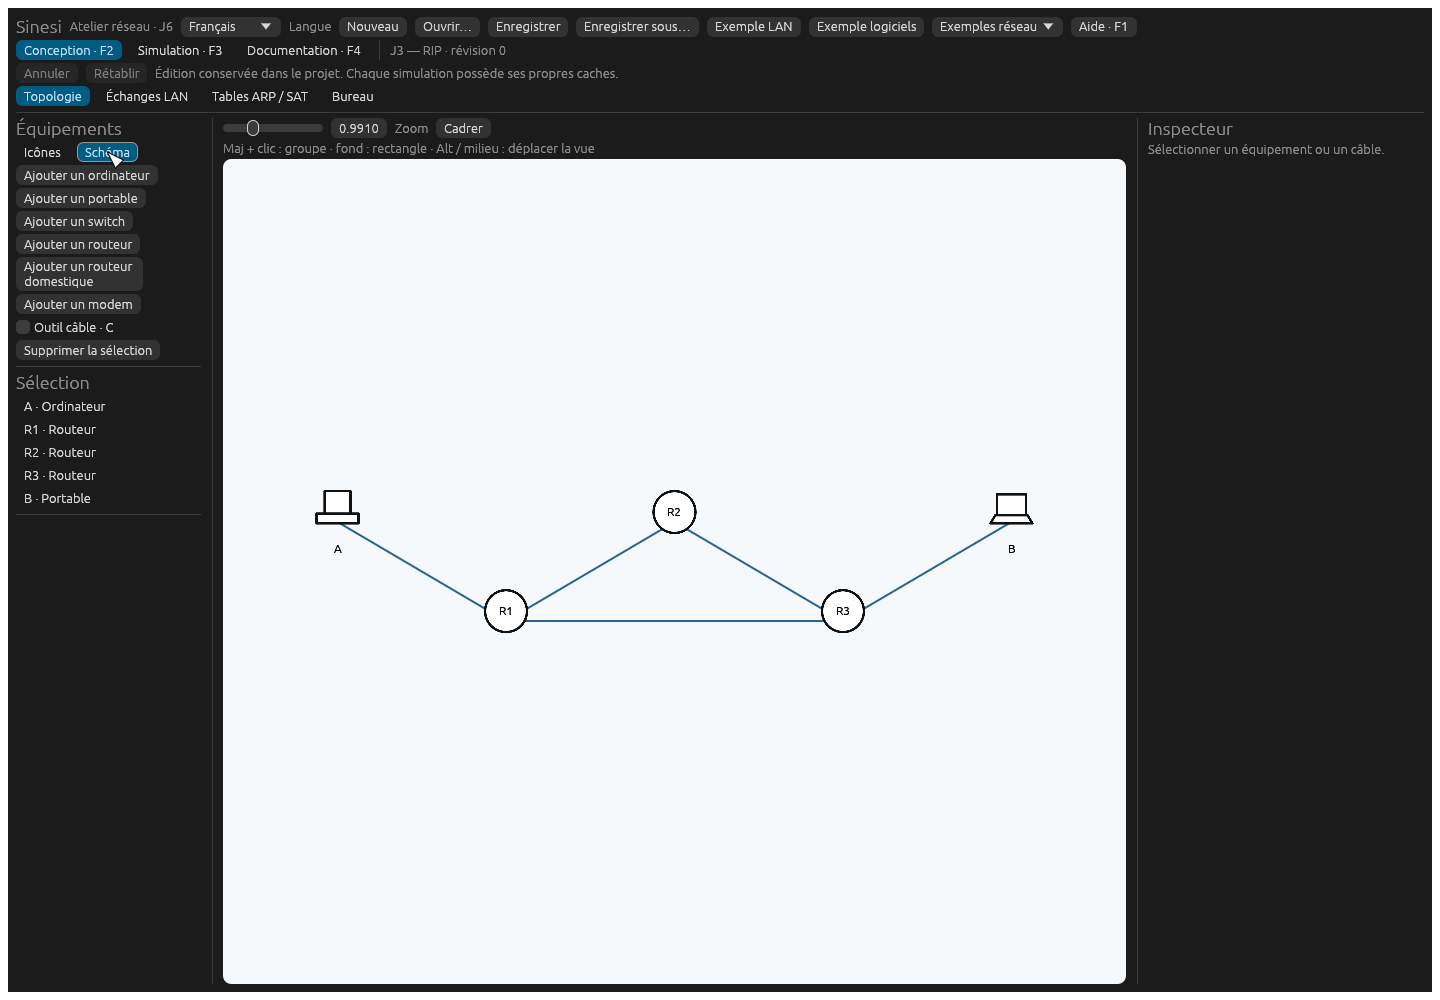 Sinesi Atelier réseau · J6 Français Langue Nouveau Ouvrir… Enregistrer Enregistrer sous… Exemple LAN Exemple logiciels Exemples réseau Aide · F1
Conception · F2 Simulation · F3 Documentation · F4 J3 — RIP · révision 0
Annuler Rétablir Édition conservée dans le projet. Chaque simulation possède ses propres caches.
Topologie Échanges LAN Tables ARP / SAT Bureau
Équipements
Icônes Schéma
Ajouter un ordinateur
Ajouter un portable
Ajouter un switch
Ajouter un routeur
Ajouter un routeur
domestique
Ajouter un modem
Outil câble · C
Supprimer la sélection
Sélection
A · Ordinateur
R1 · Routeur
R2 · Routeur
R3 · Routeur
B · Portable
0.9910 Zoom Cadrer
Maj + clic : groupe · fond : rectangle · Alt / milieu : déplacer la vue
R2
A
B
R1
R3
Inspecteur
Sélectionner un équipement ou un câble.